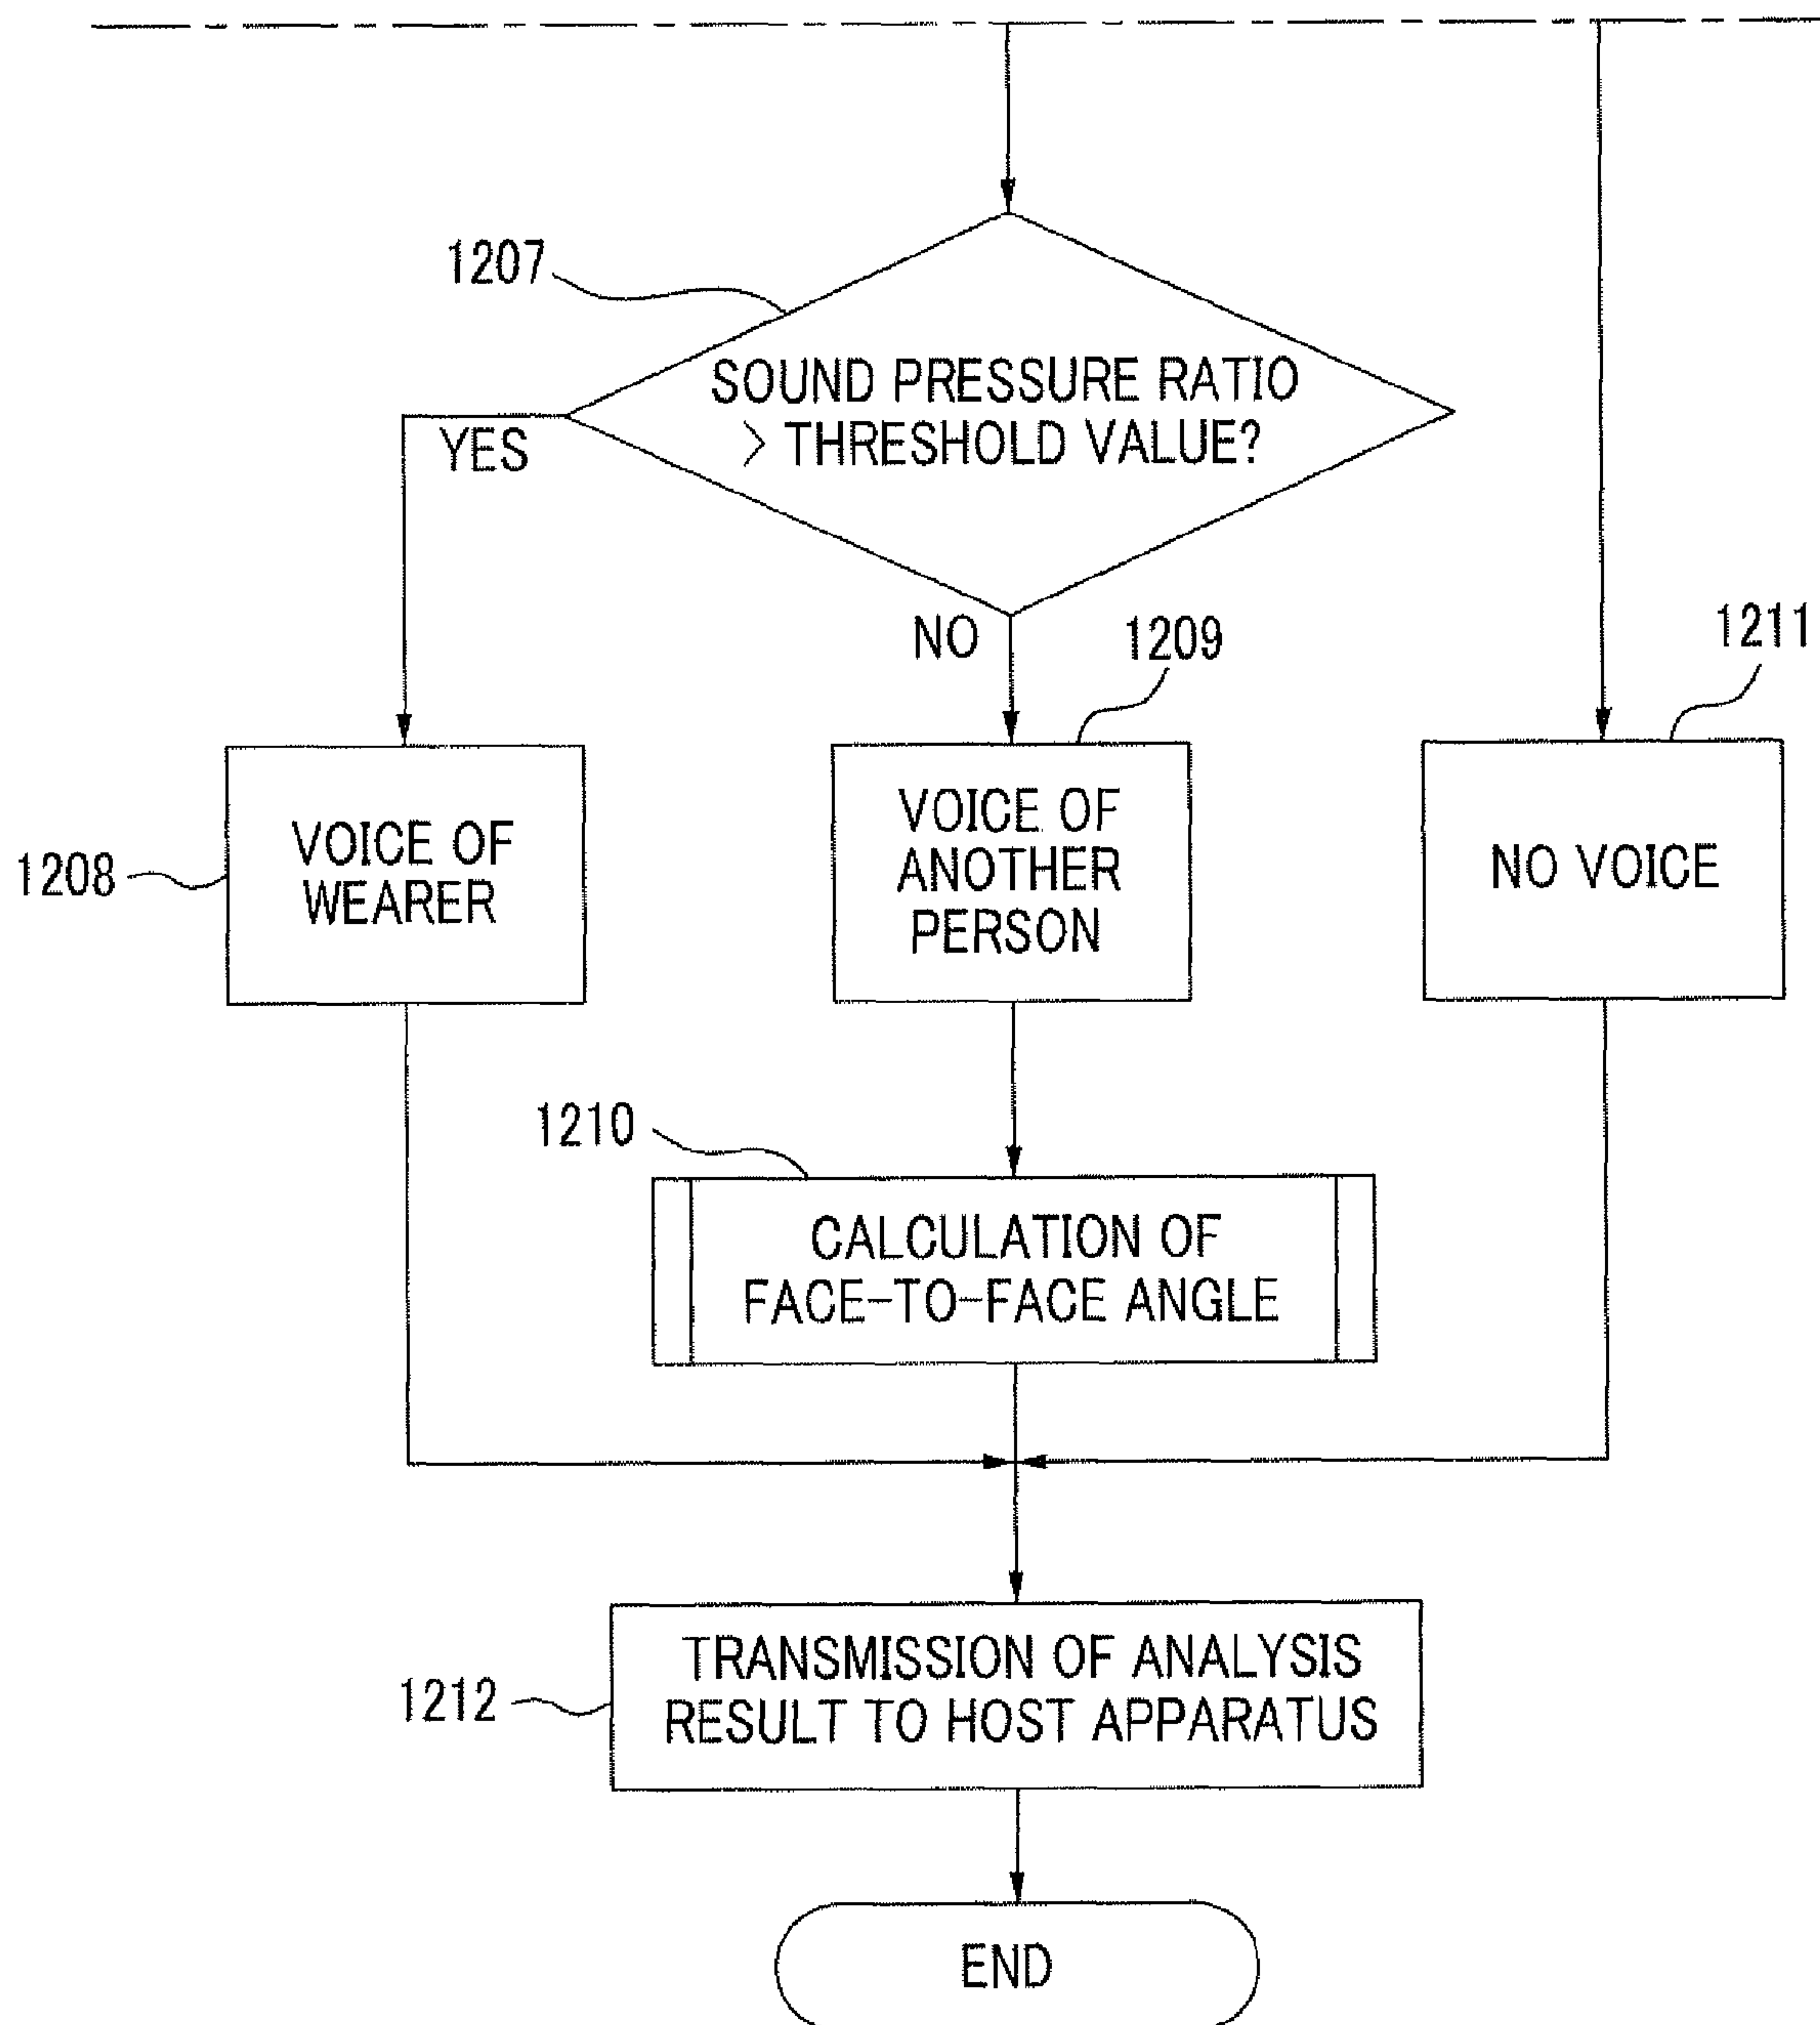 1207
SOUND PRESSURE RATIO
> THRESHOLD VALUE?
YES
NO
1209
1211
1208
VOICE OF
WEARER
VOICE OF
ANOTHER
PERSON
NO VOICE
1210
CALCULATION OF
FACE-TO-FACE ANGLE
1212
TRANSMISSION OF ANALYSIS
RESULT TO HOST APPARATUS
END